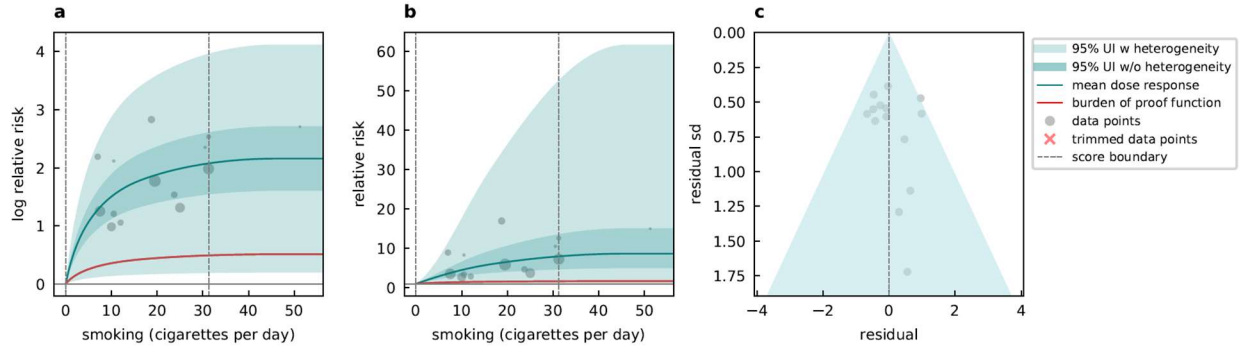 a
4
3
2
1
0
log relative risk
0 10 20 30 40 50
smoking (cigarettes per day)
b
60
50
40
30
20
10
0
relative risk
0 10 20 30 40 50
smoking (cigarettes per day)
c
0.00
0.25
0.50
0.75
1.00
1.25
1.50
1.75
residual sd
−4 −2 0 2 4
residual
95% UI w heterogeneity
95% UI w/o heterogeneity
mean dose response
burden of proof function
data points
trimmed data points
score boundary